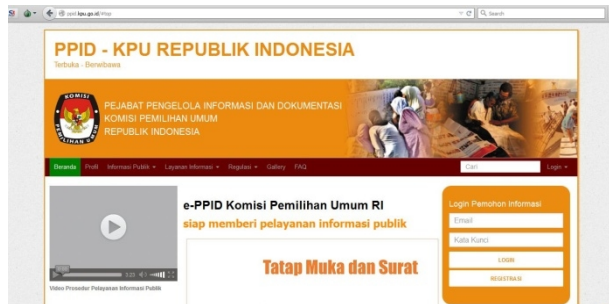 ppid.kpu.go.id/#top
Search
PPID - KPU REPUBLIK INDONESIA
Terbuka - Berwibawa
KOMISI
PEMILIHAN UMUM
PEJABAT PENGELOLA INFORMASI DAN DOKUMENTASI
KOMISI PEMILIHAN UMUM
REPUBLIK INDONESIA
Beranda Profil Informasi Publik Layanan Informasi Regulasi Gallery FAQ Cari Login
e-PPID Komisi Pemilihan Umum RI
siap memberi pelayanan informasi publik
Tatap Muka dan Surat
Video Prosedur Pelayanan Informasi Publik
Login Pemohon Informasi
Email
Kata Kunci
LOGIN
REGISTRASI